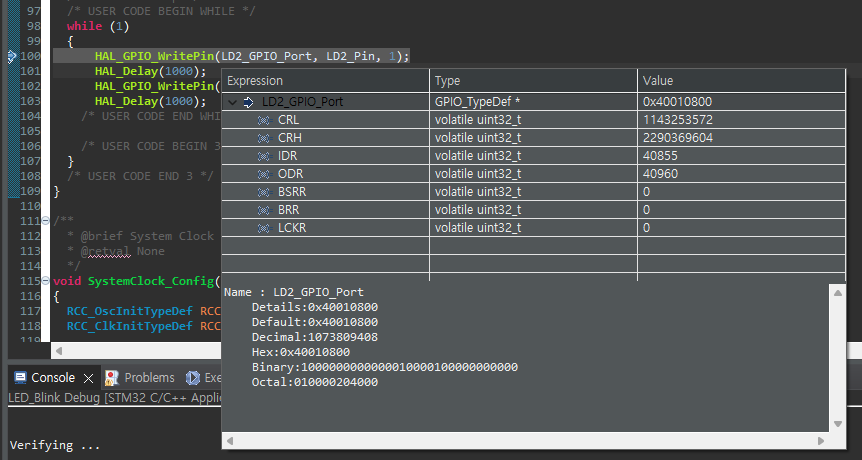 97 /* USER CODE BEGIN WHILE */
98 while (1)
99 {
100 HAL_GPIO_WritePin(LD2_GPIO_Port, LD2_Pin, 1);
101 HAL_Delay(1000);
102 HAL_GPIO_WritePin(
103 HAL_Delay(1000);
104 /* USER CODE END WHI
105
106 /* USER CODE BEGIN 3
107 }
108 /* USER CODE END 3 */
109 }
110
111 /**
112 * @brief System Clock
113 * @retval None
114 */
115 void SystemClock_Config(
116 {
117 RCC_OscInitTypeDef RCC
118 RCC_ClkInitTypeDef RCC
119
Expression Type Value
LD2_GPIO_Port GPIO_TypeDef * 0x40010800
CRL volatile uint32_t 1143253572
CRH volatile uint32_t 2290369604
IDR volatile uint32_t 40855
ODR volatile uint32_t 40960
BSRR volatile uint32_t 0
BRR volatile uint32_t 0
LCKR volatile uint32_t 0
Name : LD2_GPIO_Port
Details:0x40010800
Default:0x40010800
Decimal:1073809408
Hex:0x40010800
Binary:1000000000000010000100000000000
Octal:010000204000
Console Problems Exe
LED_Blink Debug [STM32 C/C++ Applic
Verifying ...